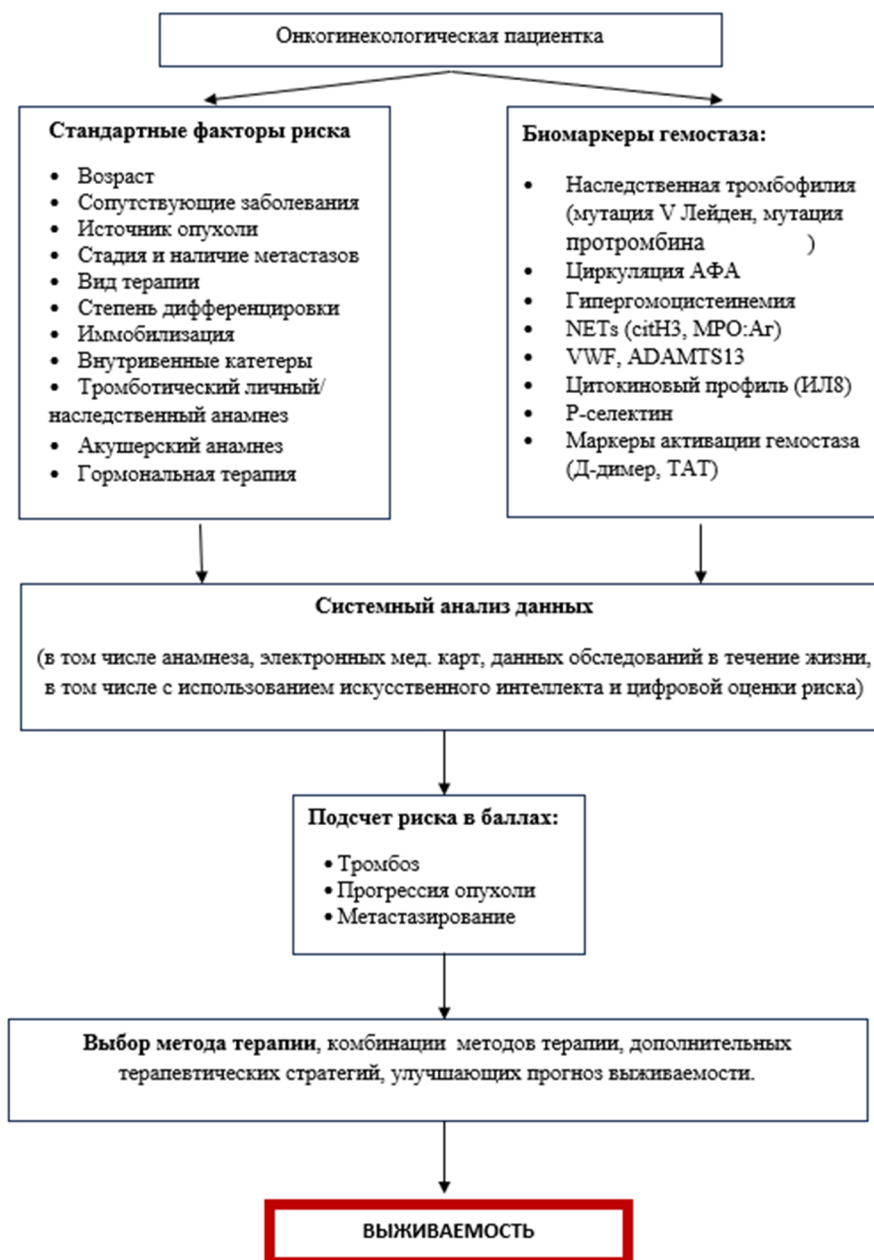 Онкогинекологическая пациентка
Стандартные факторы риска
• Возраст
• Сопутствующие заболевания
• Источник опухоли
• Стадия и наличие метастазов
• Вид терапии
• Степень дифференцировки
• Иммобилизация
• Внутривенные катетеры
• Тромботический личный/
наследственный анамнез
• Акушерский анамнез
• Гормональная терапия
Биомаркеры гемостаза:
• Наследственная тромбофилия
(мутация V Лейден, мутация
протромбина )
• Циркуляция АФА
• Гипергомоцистеинемия
• NETs (citH3, MPO:Ar)
• VWF, ADAMTS13
• Цитокиновый профиль (ИЛ8)
• Р-селектин
• Маркеры активации гемостаза
(Д-димер, ТАТ)
Системный анализ данных
(в том числе анамнеза, электронных мед. карт, данных обследований в течение жизни,
в том числе с использованием искусственного интеллекта и цифровой оценки риска)
Подсчет риска в баллах:
• Тромбоз
• Прогрессия опухоли
• Метастазирование
Выбор метода терапии, комбинации методов терапии, дополнительных
терапевтических стратегий, улучшающих прогноз выживаемости.
ВЫЖИВАЕМОСТЬ